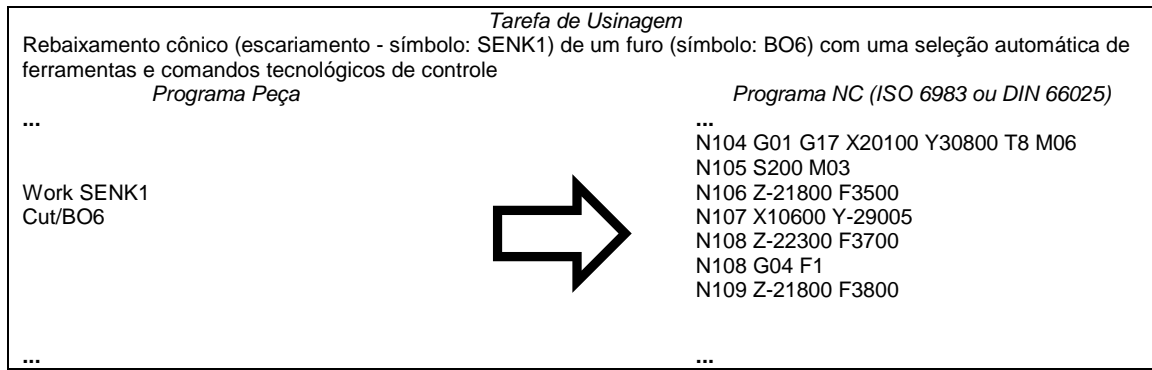 Tarefa de Usinagem
Rebaixamento cônico (escariamento - símbolo: SENK1) de um furo (símbolo: BO6) com uma seleção automática de
ferramentas e comandos tecnológicos de controle
Programa Peça
...
Work SENK1
Cut/BO6
...
Programa NC (ISO 6983 ou DIN 66025)
...
N104 G01 G17 X20100 Y30800 T8 M06
N105 S200 M03
N106 Z-21800 F3500
N107 X10600 Y-29005
N108 Z-22300 F3700
N108 G04 F1
N109 Z-21800 F3800
...